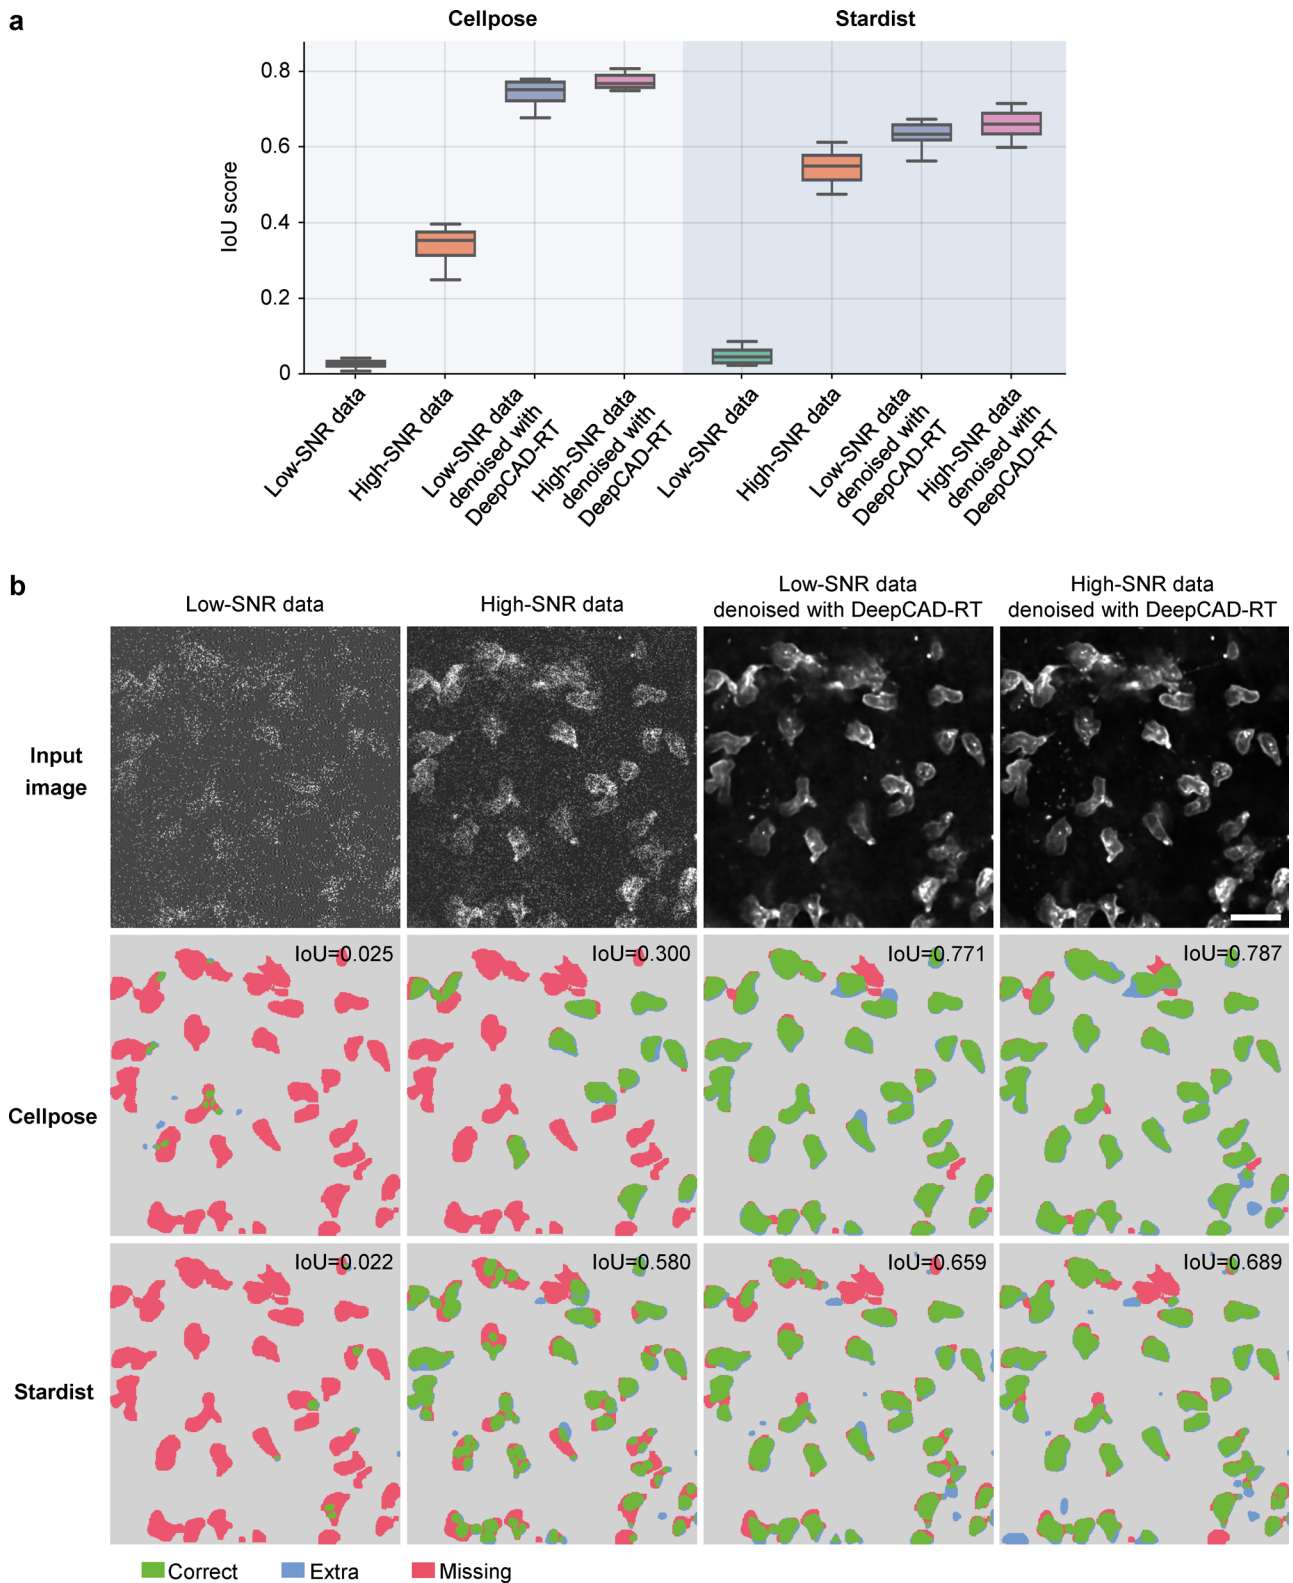 a
Cellpose
Stardist
IoU score
0.8
0.6
0.4
0.2
0
Low-SNR data
High-SNR data
Low-SNR data
denoised with
DeepCAD-RT
High-SNR data
denoised with
DeepCAD-RT
Low-SNR data
High-SNR data
Low-SNR data
denoised with
DeepCAD-RT
High-SNR data
denoised with
DeepCAD-RT
b
Low-SNR data
High-SNR data
Low-SNR data
denoised with DeepCAD-RT
High-SNR data
denoised with DeepCAD-RT
Input
image
Cellpose
IoU=0.025
IoU=0.300
IoU=0.771
IoU=0.787
Stardist
IoU=0.022
IoU=0.580
IoU=0.659
IoU=0.689
Correct
Extra
Missing